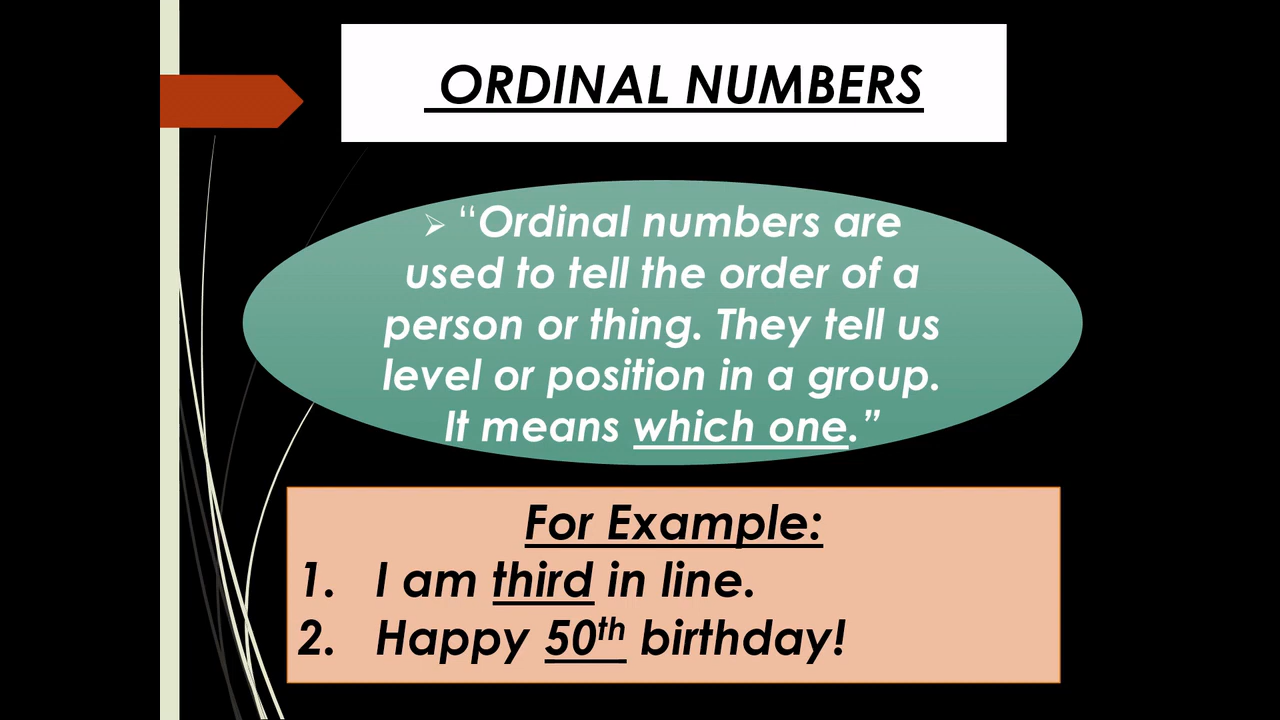 ORDINAL NUMBERS
➢ “Ordinal numbers are
used to tell the order of a
person or thing. They tell us
level or position in a group.
It means which one.”
For Example:
1. I am third in line.
2. Happy 50th birthday!